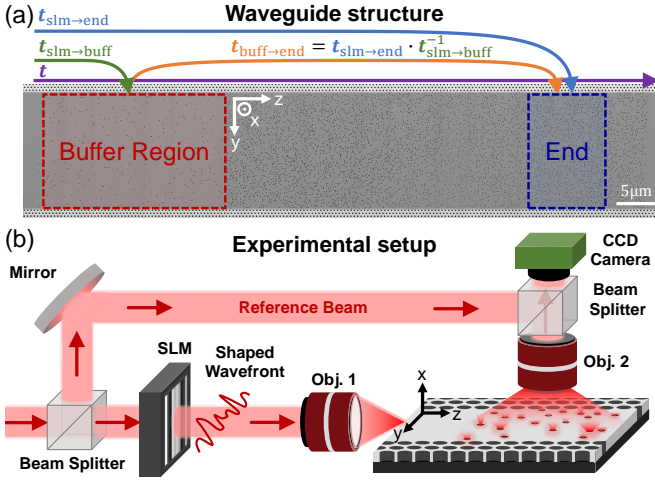 (a)
Waveguide structure
t_slm→end
t_slm→buff
t_buff→end = t_slm→end · t⁻¹_slm→buff
t
z
x
y
Buffer Region
End
5μm
(b)
Experimental setup
CCD
Camera
Mirror
Beam
Splitter
Reference Beam
SLM
Shaped
Wavefront
Obj. 1
Obj. 2
x
z
y
Beam Splitter